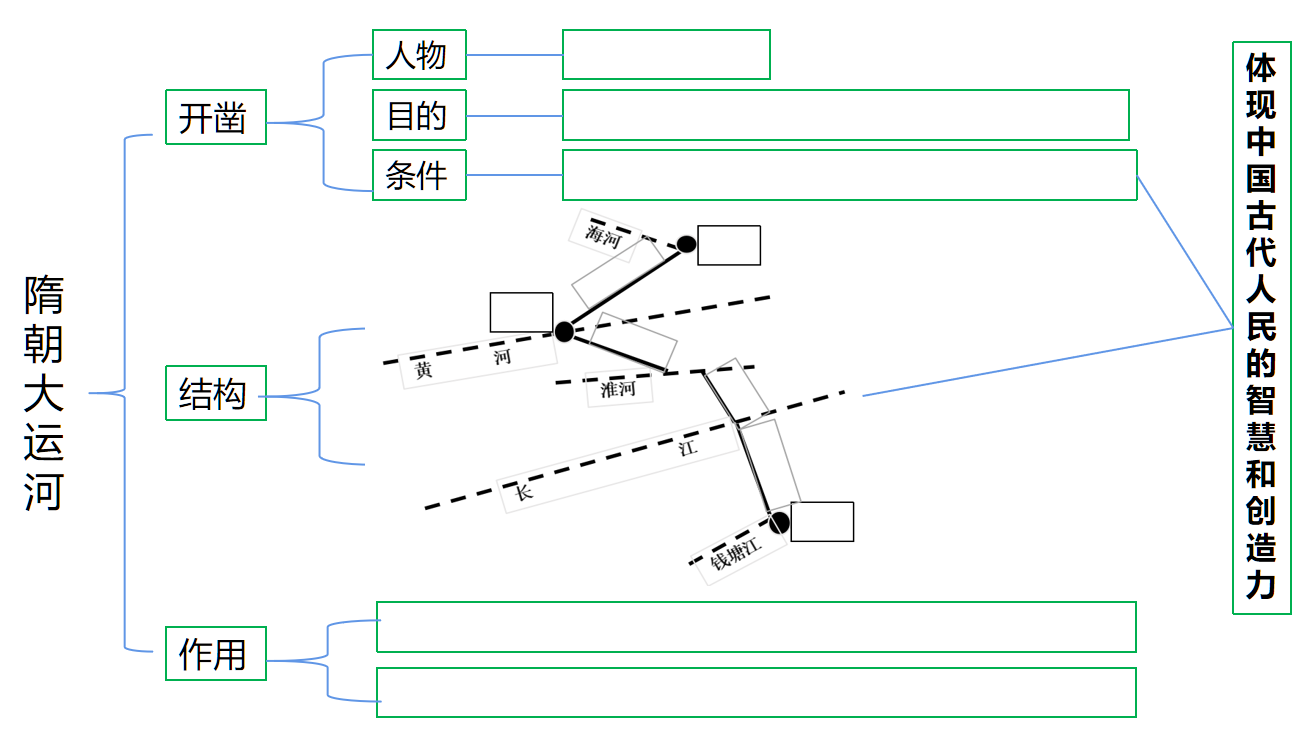 隋朝大运河
开凿
人物
目的
条件
结构
海河
黄 河
淮河
长 江
钱塘江
作用
体现中国古代人民的智慧和创造力